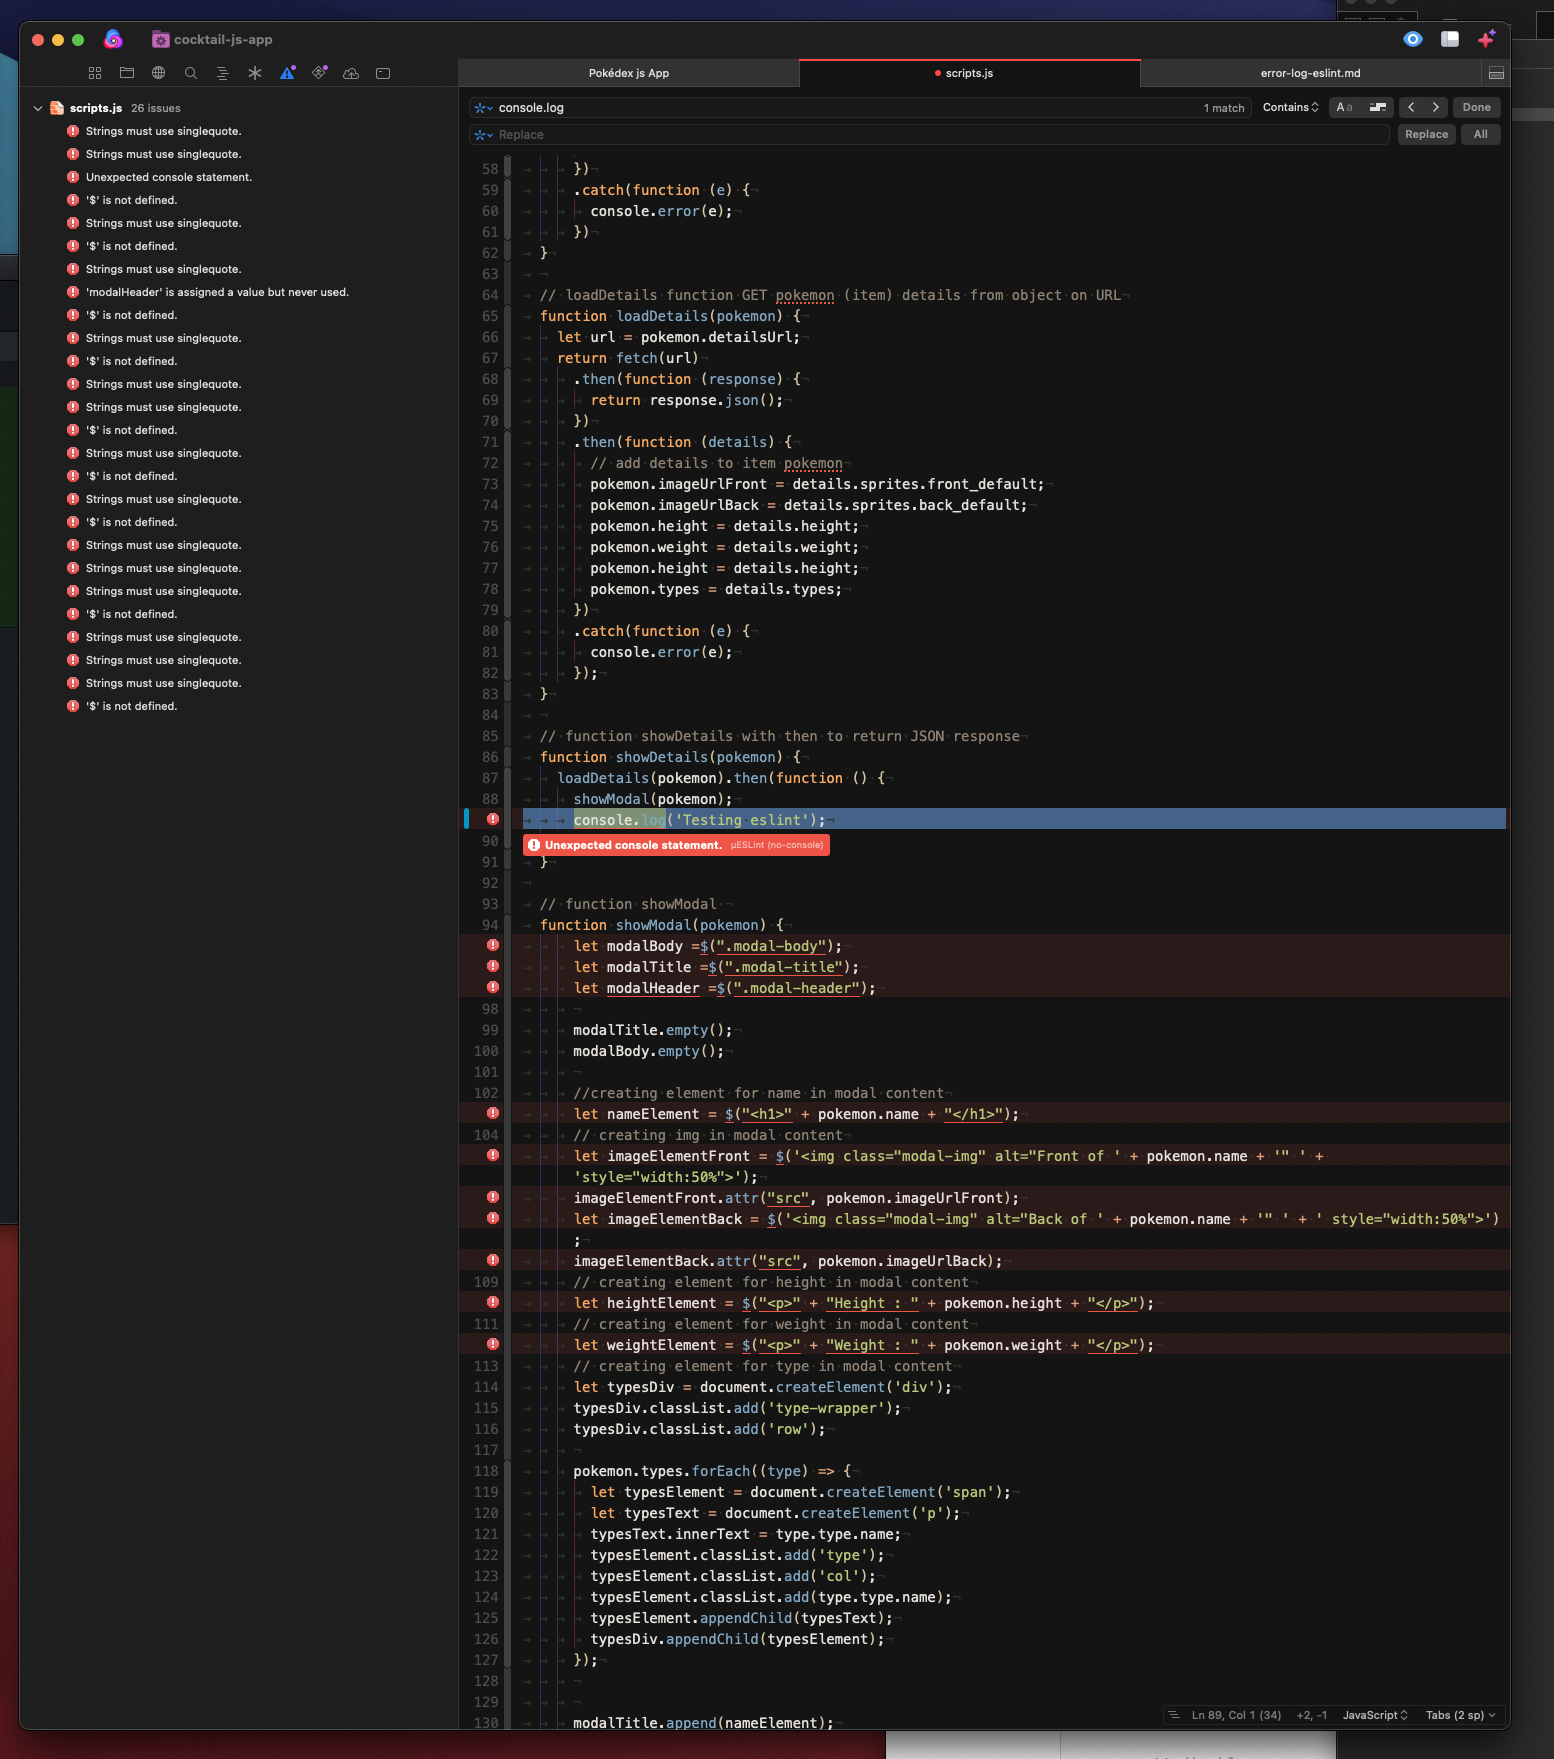 cocktail-js-app
Pokédex js App
scripts.js
error-log-eslint.md
scripts.js 26 issues
Strings must use singlequote.
Strings must use singlequote.
Unexpected console statement.
'$' is not defined.
Strings must use singlequote.
'$' is not defined.
Strings must use singlequote.
'modalHeader' is assigned a value but never used.
'$' is not defined.
Strings must use singlequote.
'$' is not defined.
Strings must use singlequote.
Strings must use singlequote.
'$' is not defined.
Strings must use singlequote.
'$' is not defined.
Strings must use singlequote.
'$' is not defined.
Strings must use singlequote.
Strings must use singlequote.
Strings must use singlequote.
'$' is not defined.
Strings must use singlequote.
Strings must use singlequote.
Strings must use singlequote.
'$' is not defined.
console.log 1 match Contains Aa Done
Replace Replace All
58 })
59 .catch(function (e) {
60 console.error(e);
61 })
62 }
63
64 // loadDetails function GET pokemon (item) details from object on URL
65 function loadDetails(pokemon) {
66 let url = pokemon.detailsUrl;
67 return fetch(url)
68 .then(function (response) {
69 return response.json();
70 })
71 .then(function (details) {
72 // add details to item pokemon
73 pokemon.imageUrlFront = details.sprites.front_default;
74 pokemon.imageUrlBack = details.sprites.back_default;
75 pokemon.height = details.height;
76 pokemon.weight = details.weight;
77 pokemon.height = details.height;
78 pokemon.types = details.types;
79 })
80 .catch(function (e) {
81 console.error(e);
82 });
83 }
84
85 // function showDetails with then to return JSON response
86 function showDetails(pokemon) {
87 loadDetails(pokemon).then(function () {
88 showModal(pokemon);
console.log('Testing eslint');
90 Unexpected console statement. μESLint (no-console)
91 }
92
93 // function showModal
94 function showModal(pokemon) {
let modalBody =$(".modal-body");
let modalTitle =$(".modal-title");
let modalHeader =$(".modal-header");
98
99 modalTitle.empty();
100 modalBody.empty();
101
102 //creating element for name in modal content
let nameElement = $("<h1>" + pokemon.name + "</h1>");
104 // creating img in modal content
let imageElementFront = $('<img class="modal-img" alt="Front of ' + pokemon.name + '" ' +
'style="width:50%">');
imageElementFront.attr("src", pokemon.imageUrlFront);
let imageElementBack = $('<img class="modal-img" alt="Back of ' + pokemon.name + '" ' + ' style="width:50%">')
;
imageElementBack.attr("src", pokemon.imageUrlBack);
109 // creating element for height in modal content
let heightElement = $("<p>" + "Height : " + pokemon.height + "</p>");
111 // creating element for weight in modal content
let weightElement = $("<p>" + "Weight : " + pokemon.weight + "</p>");
113 // creating element for type in modal content
114 let typesDiv = document.createElement('div');
115 typesDiv.classList.add('type-wrapper');
116 typesDiv.classList.add('row');
117
118 pokemon.types.forEach((type) => {
119 let typesElement = document.createElement('span');
120 let typesText = document.createElement('p');
121 typesText.innerText = type.type.name;
122 typesElement.classList.add('type');
123 typesElement.classList.add('col');
124 typesElement.classList.add(type.type.name);
125 typesElement.appendChild(typesText);
126 typesDiv.appendChild(typesElement);
127 });
128
129
130 modalTitle.append(nameElement);
Ln 89, Col 1 (34) +2, -1 JavaScript Tabs (2 sp)